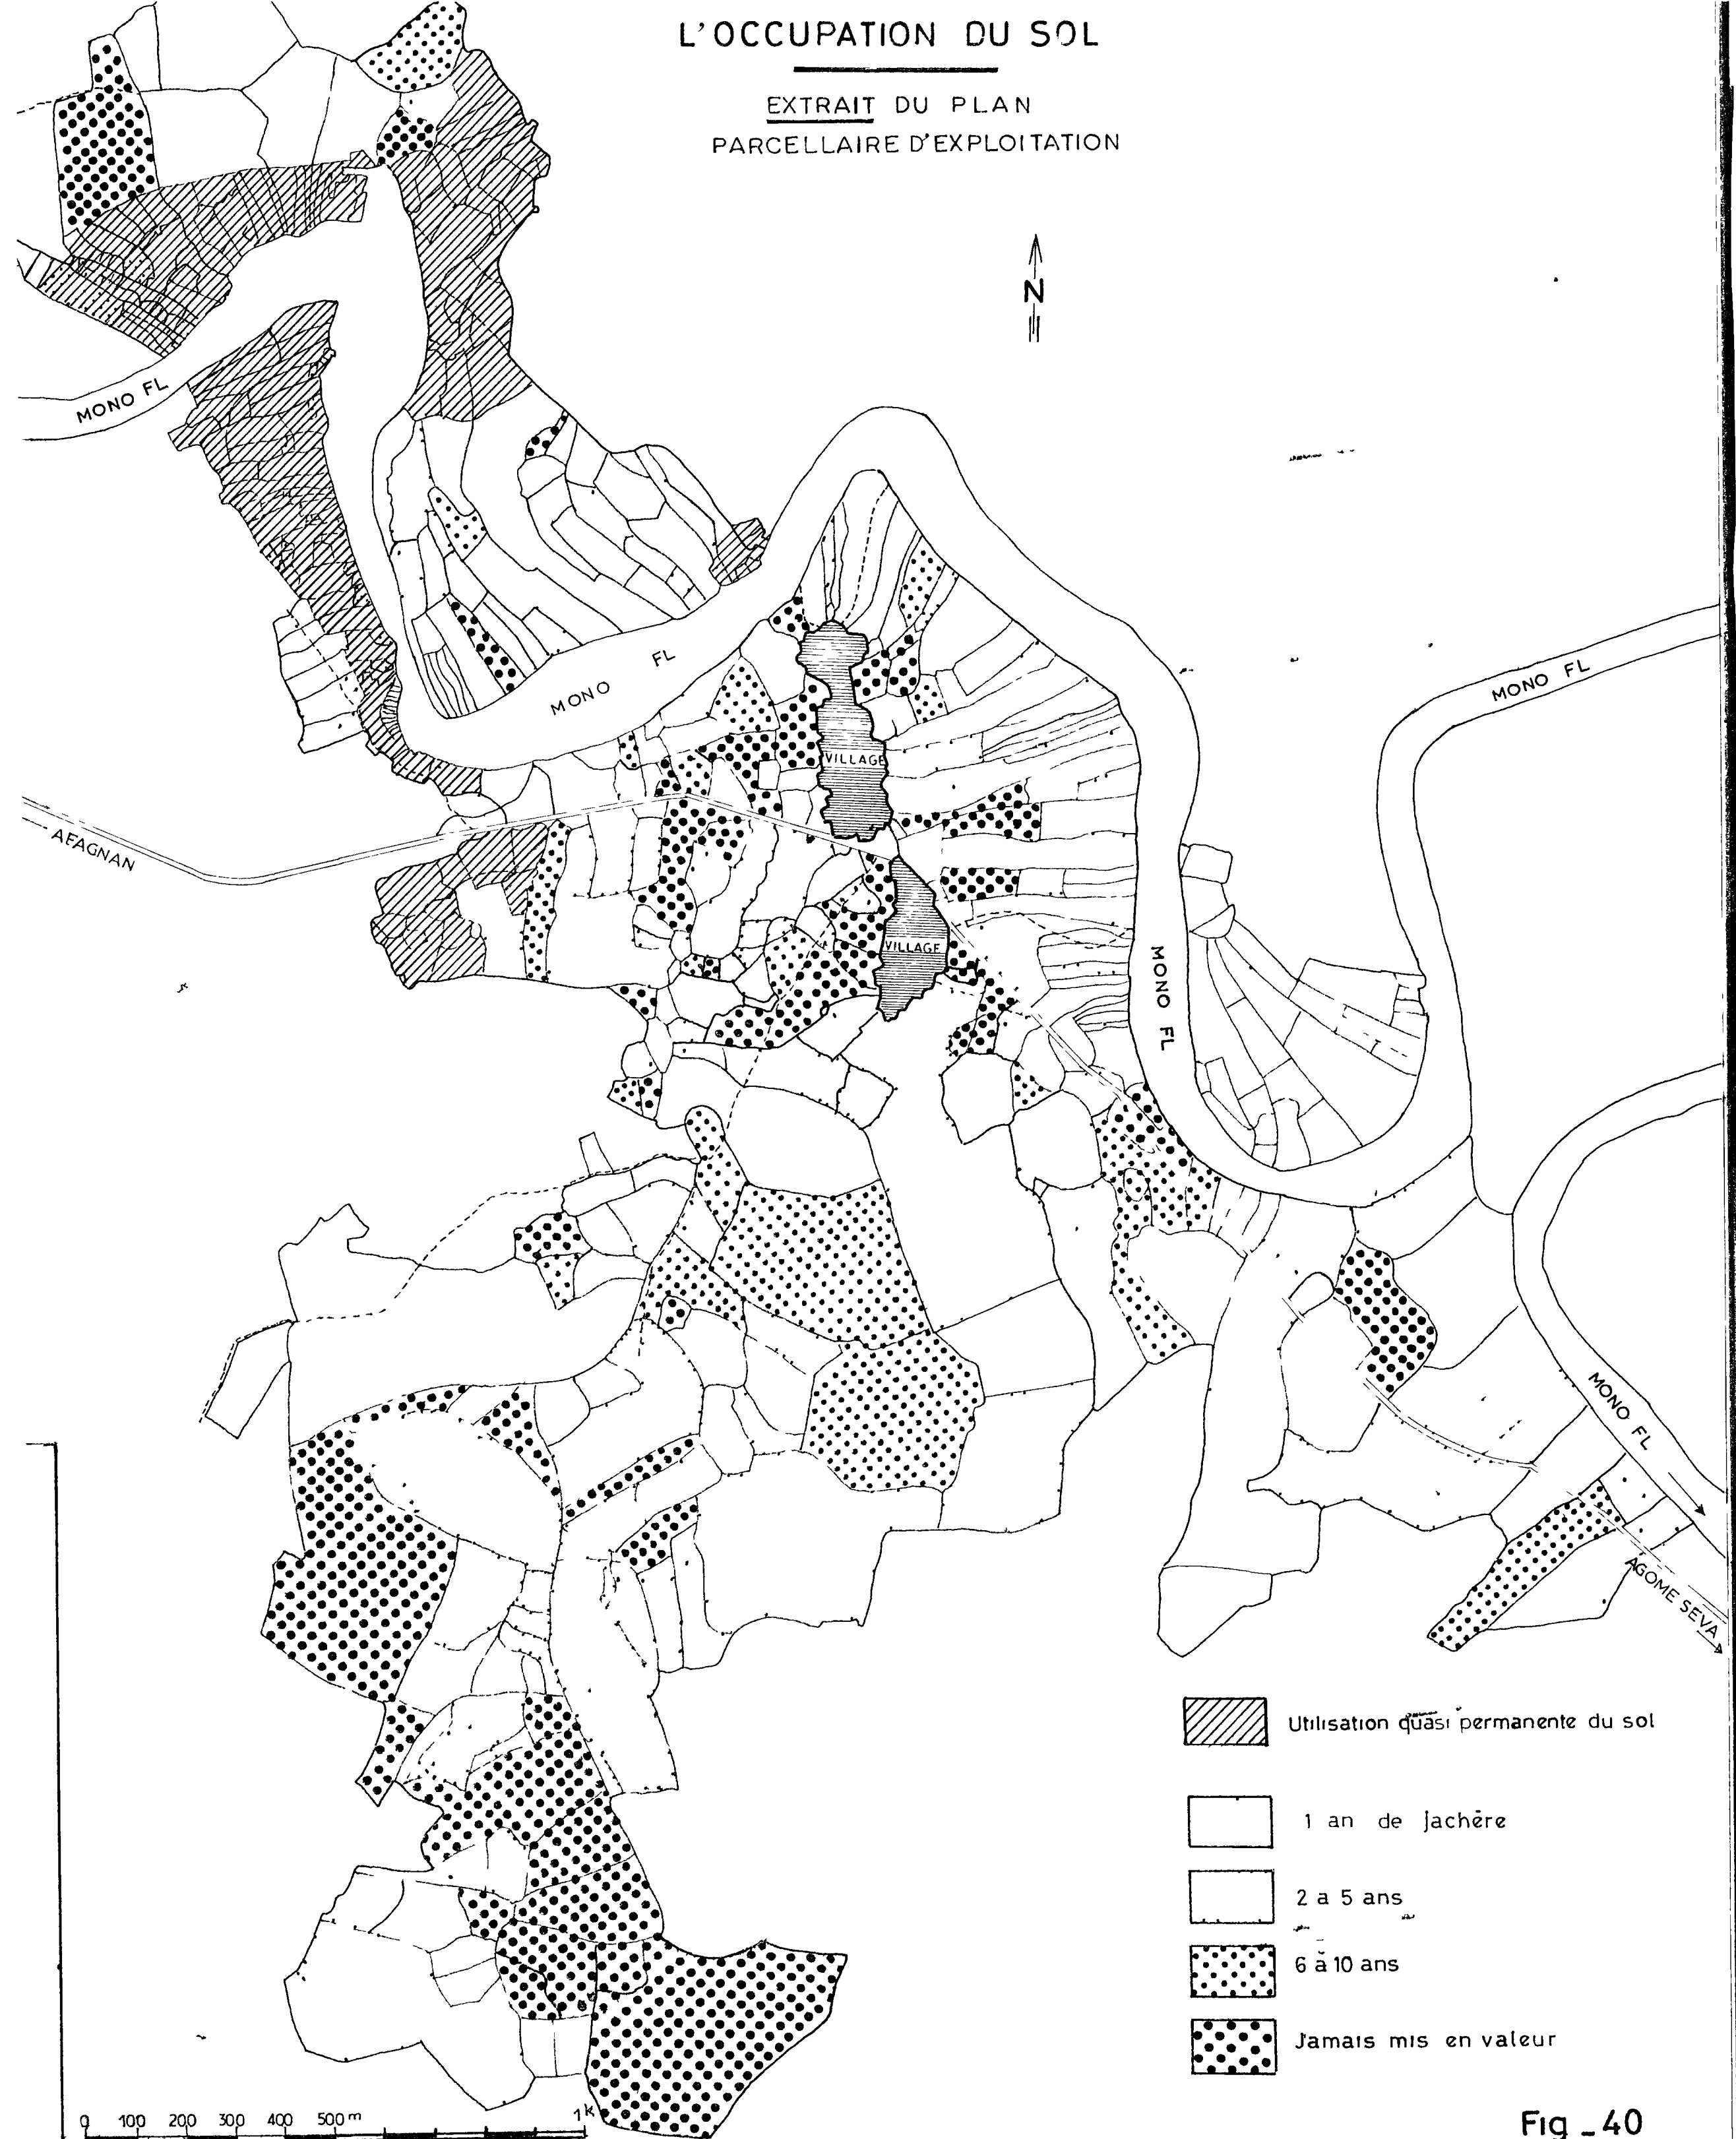 L'OCCUPATION DU SOL
EXTRAIT DU PLAN
PARCELLAIRE D'EXPLOITATION
N
MONO FL
MONO FL
MONO FL
VILLAGE
AFAGNAN
VILLAGE
MONO FL
MONO FL
AGOME SEVA
Utilisation quasi permanente du sol
1 an de jachère
2 a 5 ans
6 à 10 ans
Jamais mis en valeur
0 100 200 300 400 500m 1k
Fig _ 40